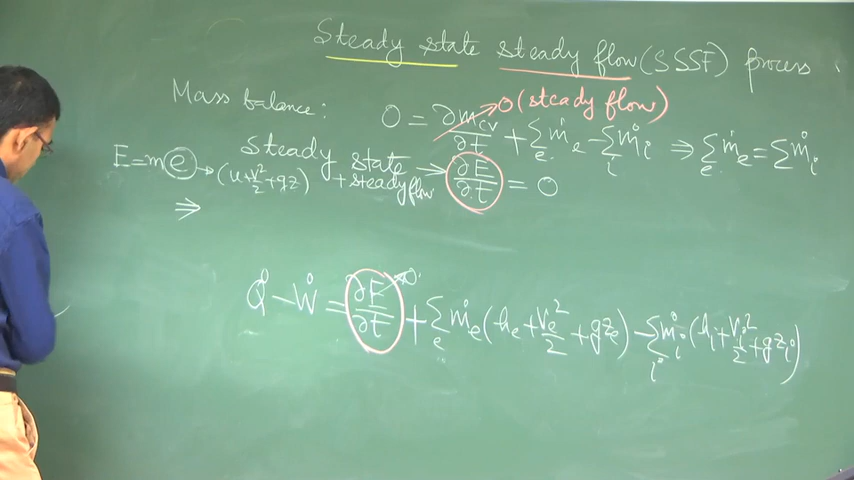 Steady state steady flow (SSSF) process
Mass balance: 0 = ∂m_cv/∂t → 0 (steady flow) + Σ_e ṁ_e − Σ_i ṁ_i ⇒ Σ_e ṁ_e = Σ ṁ_i
E = m e → (u + V²/2 + gz) Steady state + steady flow → ∂E/∂t = 0
⇒
Q̇ − Ẇ = ∂E/∂t → 0 + Σ_e ṁ_e (h_e + V_e²/2 + gz_e) − Σ_i ṁ_i (h_i + V_i²/2 + gz_i)